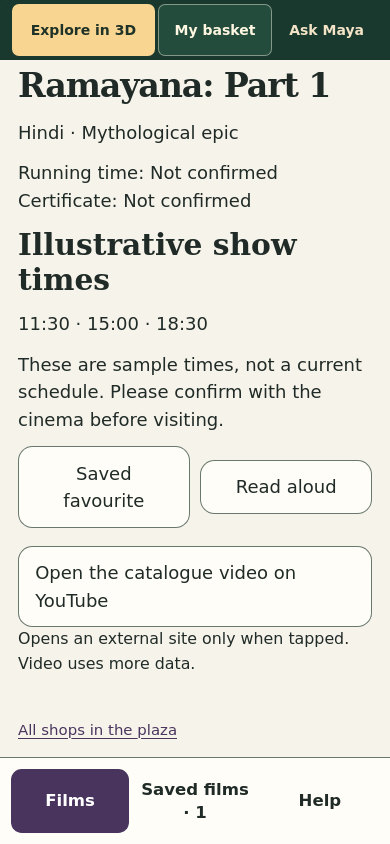 Explore in 3D
My basket
Ask Maya
Ramayana: Part 1
Hindi · Mythological epic
Running time: Not confirmed
Certificate: Not confirmed
Illustrative show
times
11:30 · 15:00 · 18:30
These are sample times, not a current
schedule. Please confirm with the
cinema before visiting.
Saved
favourite
Read aloud
Open the catalogue video on
YouTube
Opens an external site only when tapped.
Video uses more data.
All shops in the plaza
Films
Saved films
· 1
Help